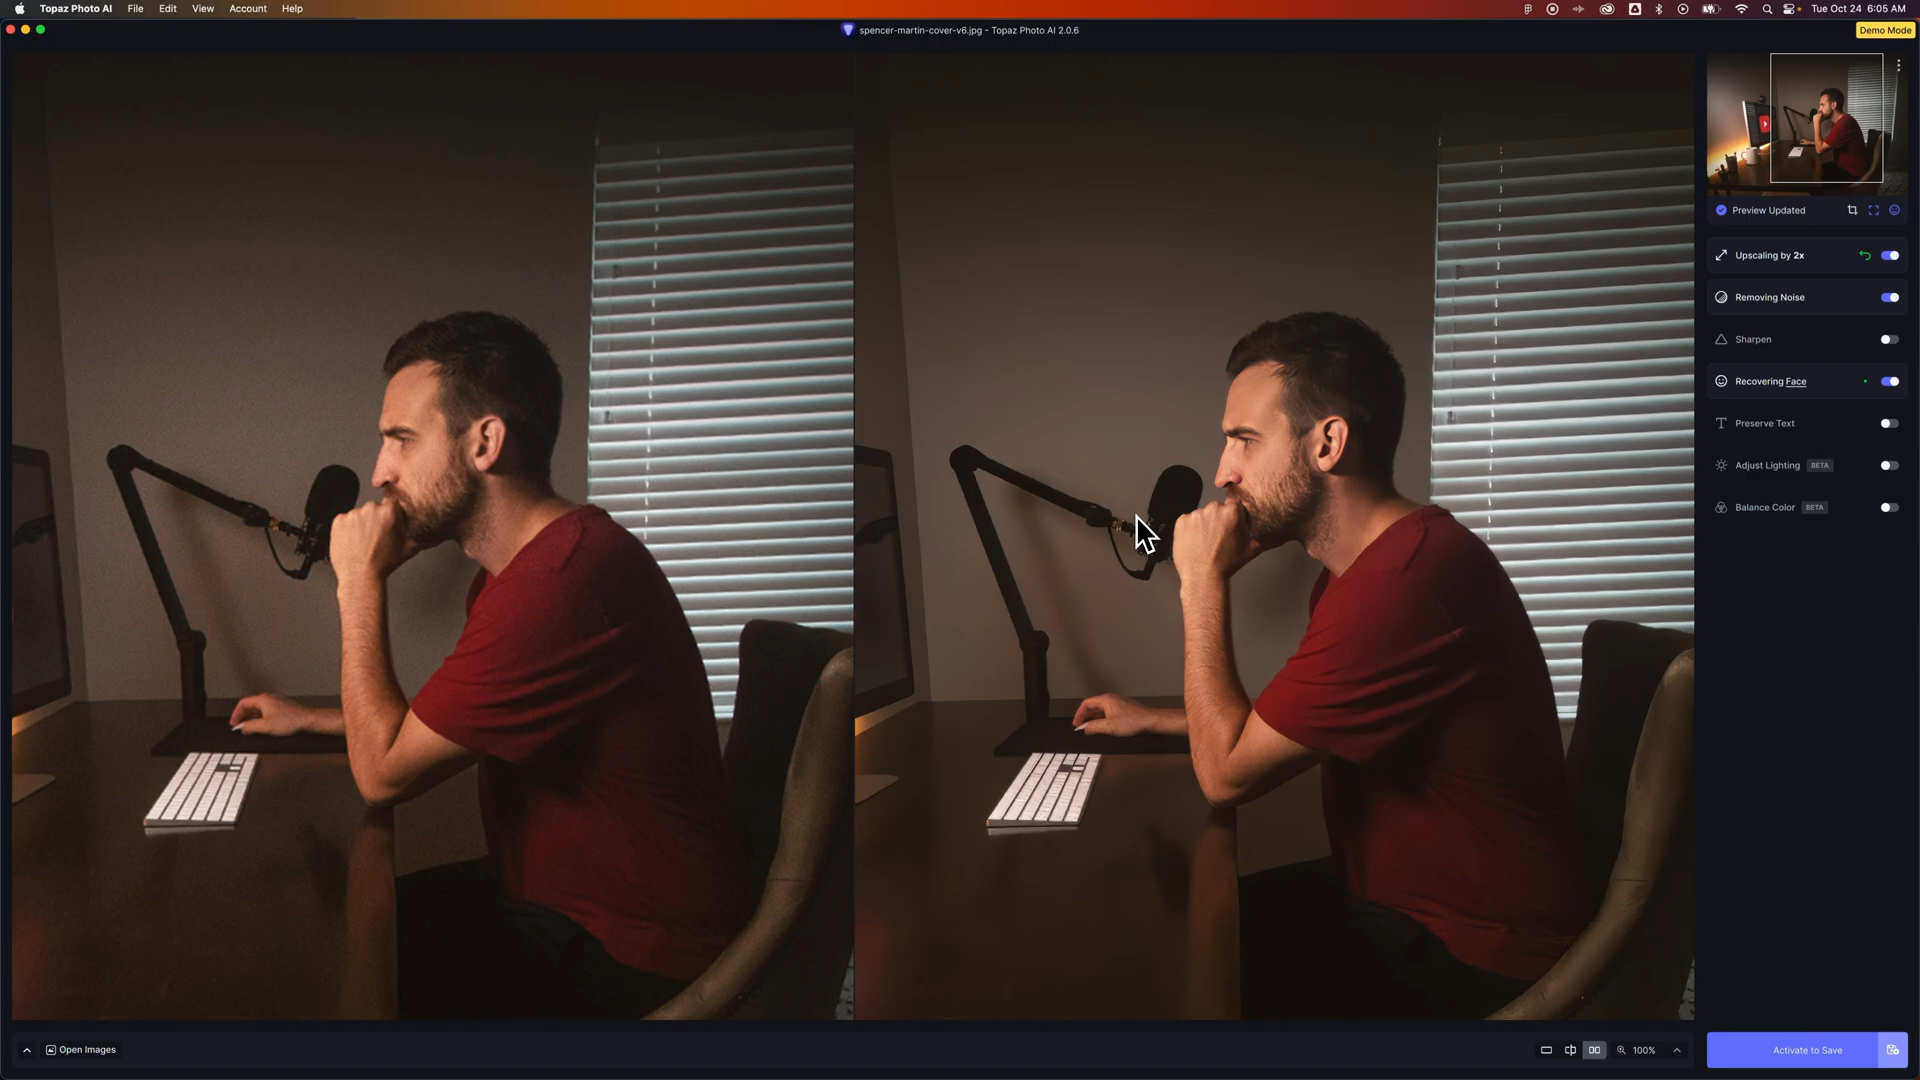 Topaz Photo AI File Edit View Account Help Tue Oct 24 6:05 AM
spencer-martin-cover-v6.jpg - Topaz Photo AI 2.0.6
Demo Mode
Preview Updated
Upscaling by 2x
Removing Noise
Sharpen
Recovering Face
Preserve Text
Adjust Lighting BETA
Balance Color BETA
Open Images
100%
Activate to Save